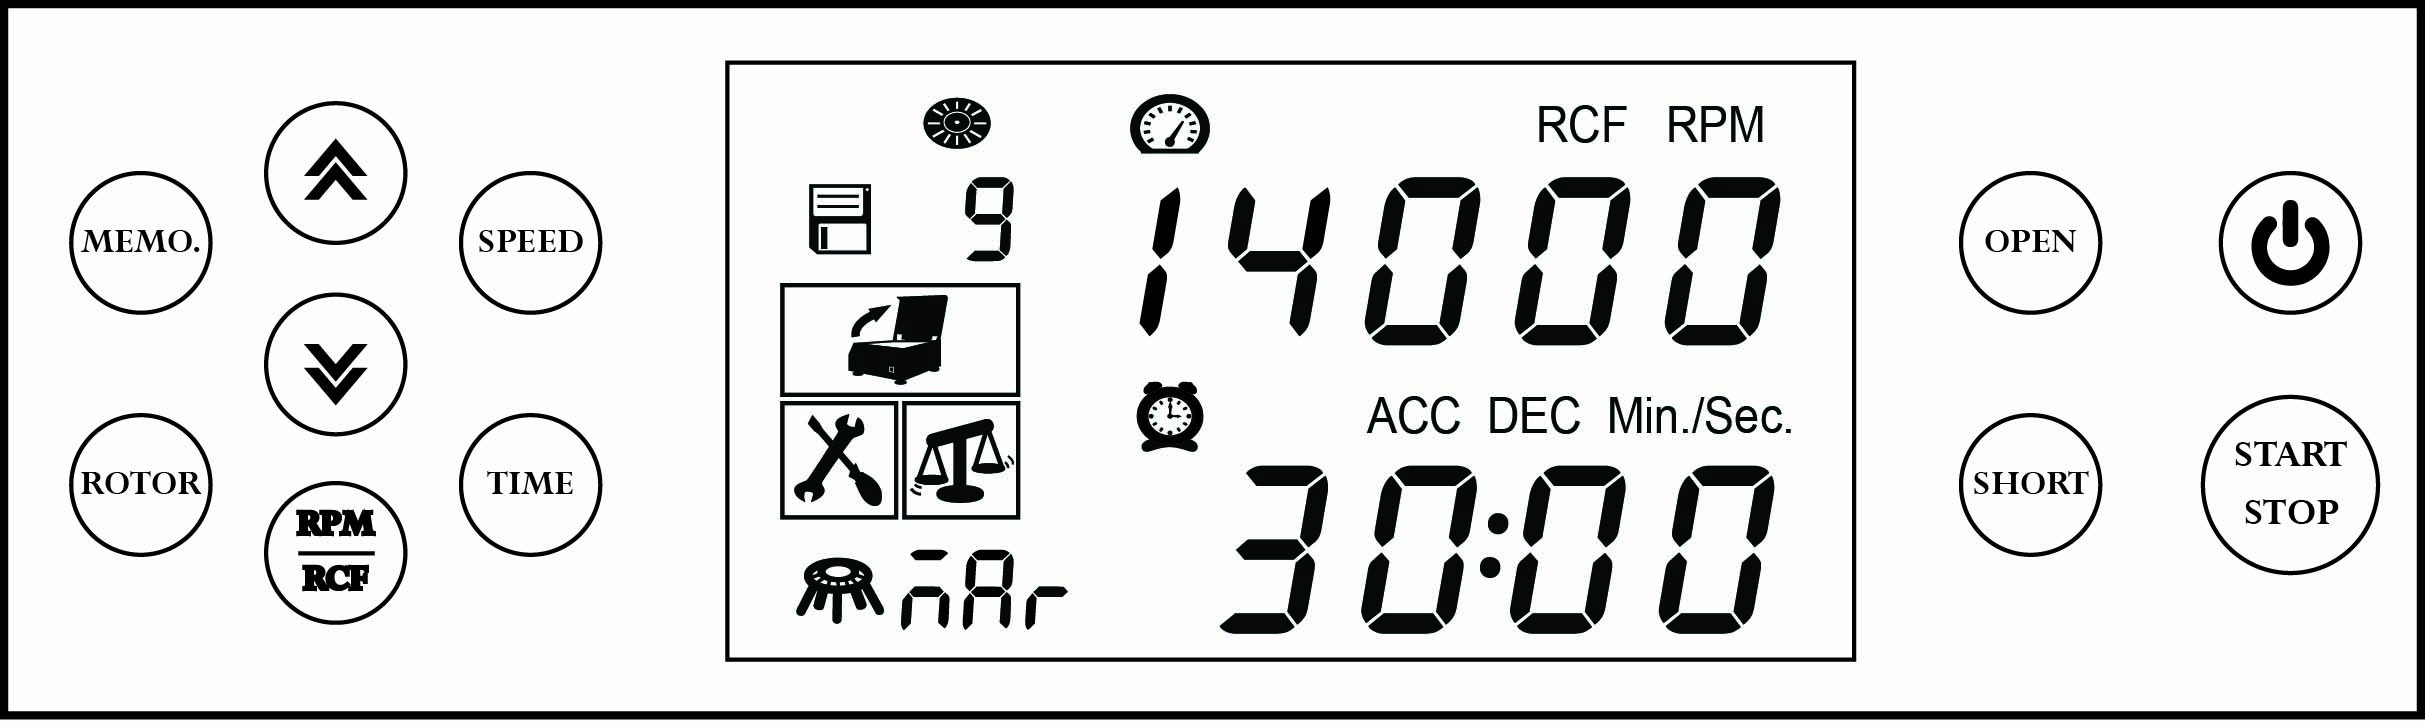 MEMO.
SPEED
ROTOR
TIME
RPM
RCF
RCF RPM
9
14000
ACC DEC Min./Sec.
30:00
OPEN
SHORT
START
STOP